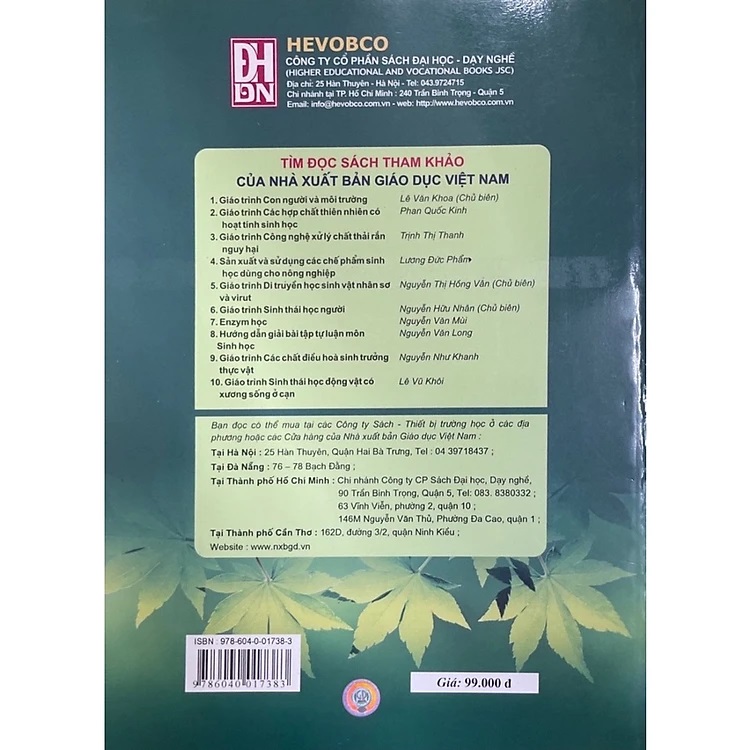 HEVOBCO
CÔNG TY CỔ PHẦN SÁCH ĐẠI HỌC - DẠY NGHỀ
(HIGHER EDUCATIONAL AND VOCATIONAL BOOKS JSC)
Địa chỉ: 25 Hàn Thuyên - Hà Nội - Tel: 043.9724715
Chi nhánh tại TP. Hồ Chí Minh : 240 Trần Bình Trọng - Quận 5
Email: info@hevobco.com.vn - web: http://www.hevobco.com.vn
ĐH
DN
TÌM ĐỌC SÁCH THAM KHẢO
CỦA NHÀ XUẤT BẢN GIÁO DỤC VIỆT NAM
1. Giáo trình Con người và môi trường Lê Văn Khoa (Chủ biên)
2. Giáo trình Các hợp chất thiên nhiên có Phan Quốc Kinh
hoạt tính sinh học
3. Giáo trình Công nghệ xử lý chất thải rắn Trịnh Thị Thanh
nguy hại
4. Sản xuất và sử dụng các chế phẩm sinh Lương Đức Phẩm
học dùng cho nông nghiệp
5. Giáo trình Di truyền học sinh vật nhân sơ Nguyễn Thị Hồng Vân (Chủ biên)
và virut
6. Giáo trình Sinh thái học người Nguyễn Hữu Nhân (Chủ biên)
7. Enzym học Nguyễn Văn Mùi
8. Hướng dẫn giải bài tập tự luận môn Nguyễn Văn Long
Sinh học
9. Giáo trình Các chất điều hoà sinh trưởng Nguyễn Như Khanh
thực vật
10. Giáo trình Sinh thái học động vật có Lê Vũ Khôi
xương sống ở cạn
Bạn đọc có thể mua tại các Công ty Sách - Thiết bị trường học ở các địa
phương hoặc các Cửa hàng của Nhà xuất bản Giáo dục Việt Nam :
Tại Hà Nội : 25 Hàn Thuyên, Quận Hai Bà Trưng, Tel : 04 39718437 ;
Tại Đà Nẵng : 76 – 78 Bạch Đằng ;
Tại Thành phố Hồ Chí Minh : Chi nhánh Công ty CP Sách Đại học, Dạy nghề,
90 Trần Bình Trọng, Quận 5, Tel: 083. 8380332 ;
63 Vĩnh Viễn, phường 2, quận 10 ;
146M Nguyễn Văn Thủ, Phường Đa Cao, quận 1 ;
Tại Thành phố Cần Thơ : 162D, đường 3/2, quận Ninh Kiều ;
Website : www.nxbgd.vn
ISBN : 978-604-0-01738-3
9786040017383
Giá: 99.000 đ